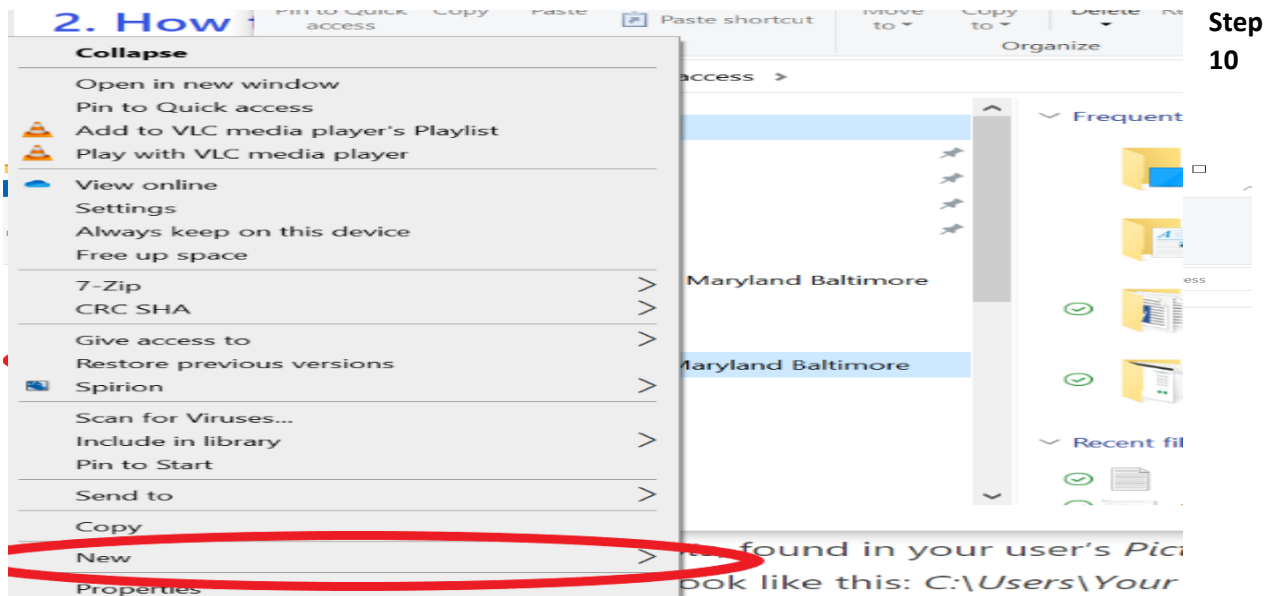 2. How
Pin to Quick access
Copy
Paste
Paste shortcut
Move to
Copy to
Delete
Organize
Step 10
Collapse
Open in new window
Pin to Quick access
Add to VLC media player's Playlist
Play with VLC media player
View online
Settings
Always keep on this device
Free up space
7-Zip
CRC SHA
Give access to
Restore previous versions
Spirion
Scan for Viruses...
Include in library
Pin to Start
Send to
Copy
New
Properties
access >
Maryland Baltimore
Maryland Baltimore
Frequent
Recent fil
ess
found in your user's Pict
ook like this: C:\Users\Your